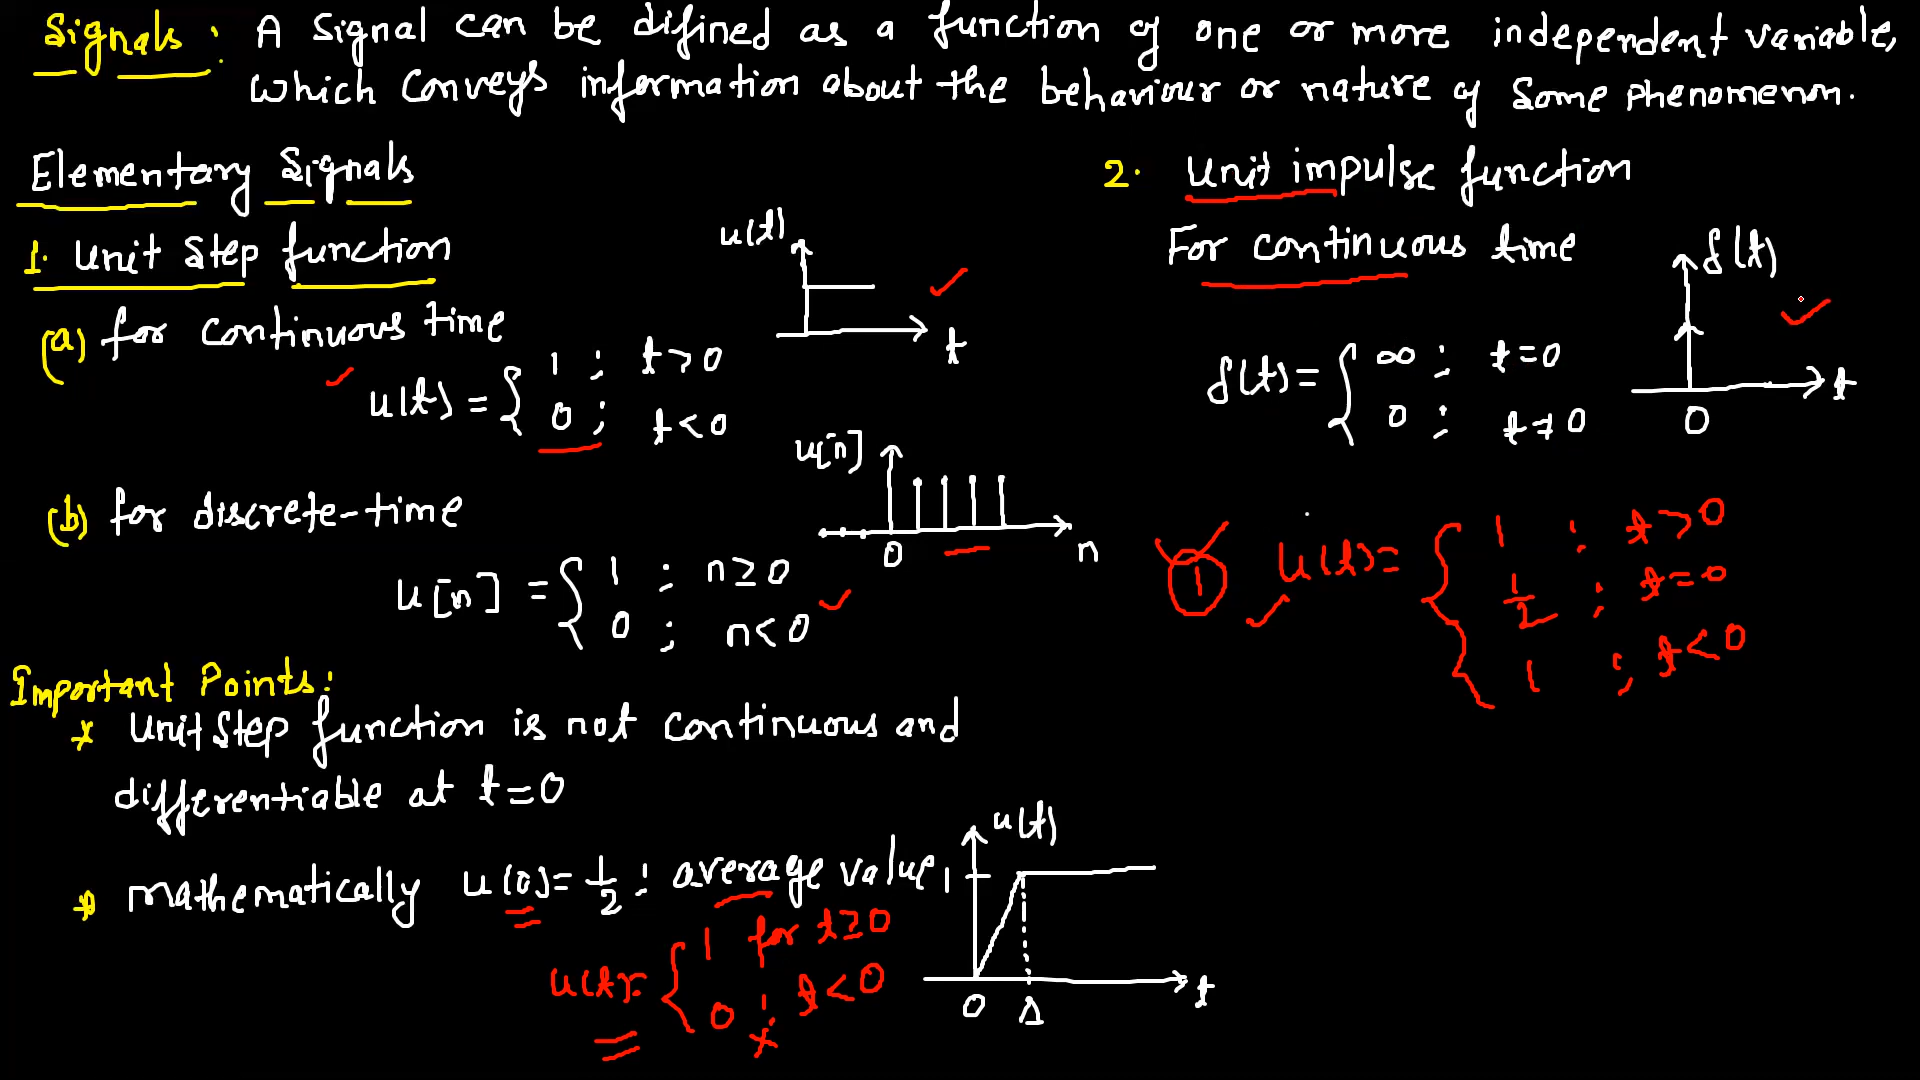 Signals : A Signal can be difined as a function of one or more independent variable,
which conveys information about the behaviour or nature of some phenomenon.
Elementary Signals
1. Unit Step function
(a) for continuous time
u(t) = { 1 ; t>0
0 ; t<0
u(t)
t
(b) for discrete-time
u[n] = { 1 ; n≥0
0 ; n<0
u[n]
0 n
Important Points:
* Unit Step function is not continuous and
differentiable at t=0
* mathematically u(0)= 1/2 : average value
u(t)= { 1 for t≥0
0 ; t<0
u(t)
1
0 Δ t
2. Unit impulse function
For continuous time
δ(t)= { ∞ ; t=0
0 ; t≠0
δ(t)
t
0
1 u(t)= { 1 ; t>0
1/2 ; t=0
1 ; t<0